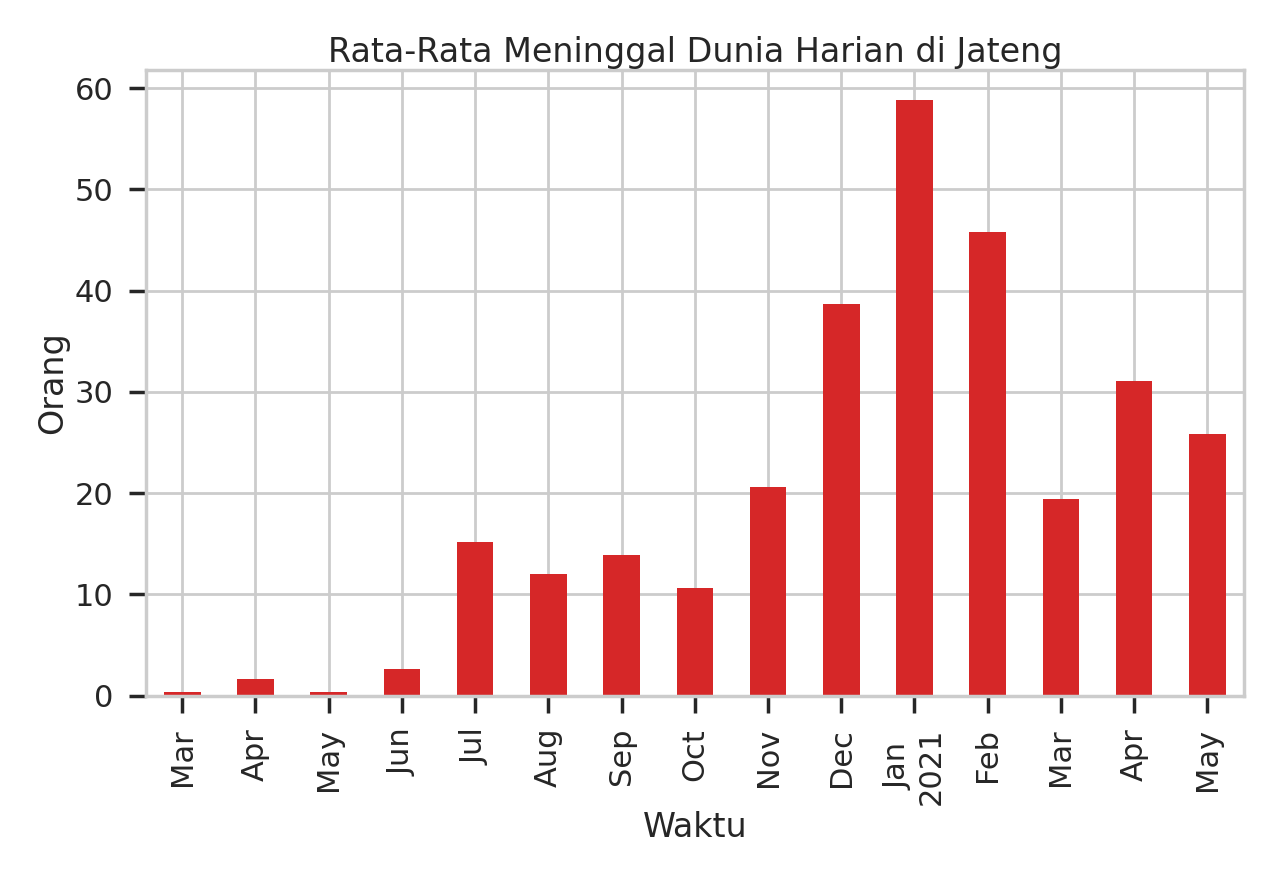 Rata-Rata Meninggal Dunia Harian di Jateng
60
50
40
30
20
10
0
Orang
Mar
Apr
May
Jun
Jul
Aug
Sep
Oct
Nov
Dec
Jan
2021
Feb
Mar
Apr
May
Waktu